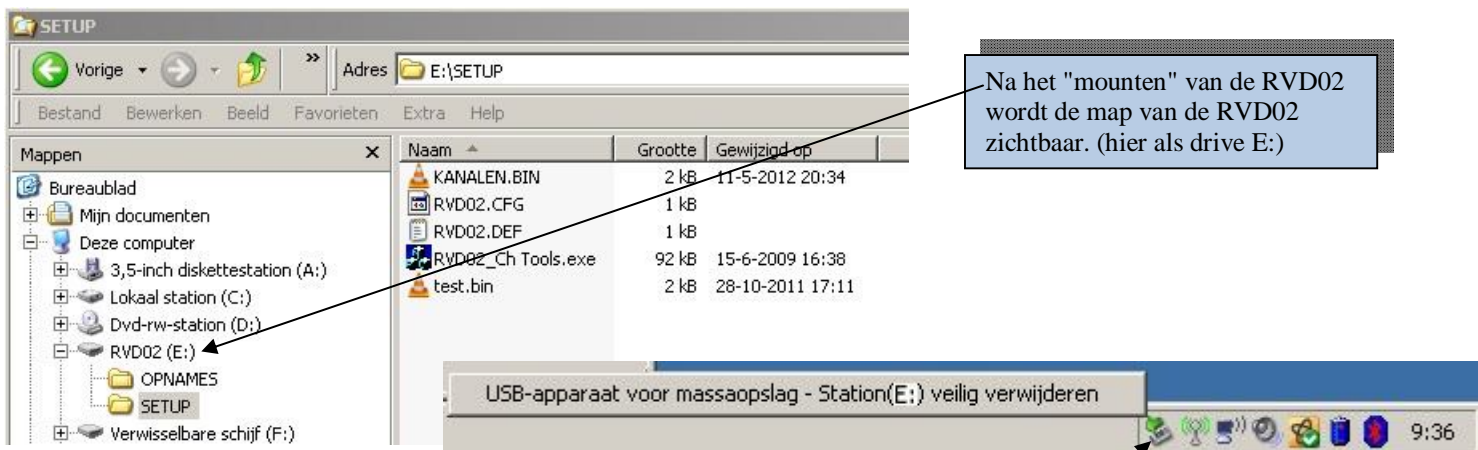 SETUP
Vorige » Adres E:\SETUP
Bestand Bewerken Beeld Favorieten Extra Help
Mappen x
Bureaublad
Mijn documenten
Deze computer
3,5-inch diskettestation (A:)
Lokaal station (C:)
Dvd-rw-station (D:)
RVD02 (E:)
OPNAMES
SETUP
Verwisselbare schijf (F:)
Naam Grootte Gewijzigd op
KANALEN.BIN 2 kB 11-5-2012 20:34
RVD02.CFG 1 kB
RVD02.DEF 1 kB
RVD02_Ch Tools.exe 92 kB 15-6-2009 16:38
test.bin 2 kB 28-10-2011 17:11
Na het "mounten" van de RVD02
wordt de map van de RVD02
zichtbaar. (hier als drive E:)
USB-apparaat voor massaopslag - Station(E:) veilig verwijderen
9:36